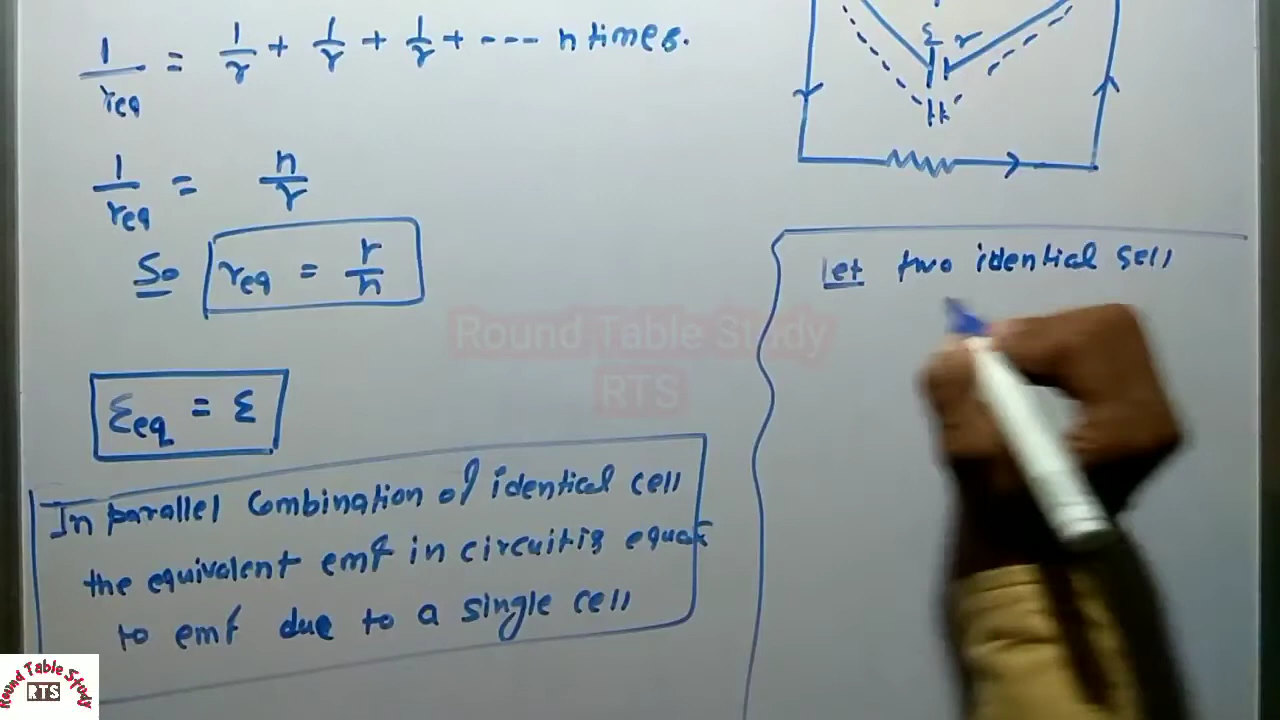 1/req = 1/r + 1/r + 1/r + --- n times.
1/req = n/r
So req = r/n
Ɛeq = Ɛ
In parallel combination of identical cell
the equivalent emf in circuit is equal
to emf due to a single cell
Ɛ r
let two idential sell
Round Table Study
RTS
Round Table Study
RTS